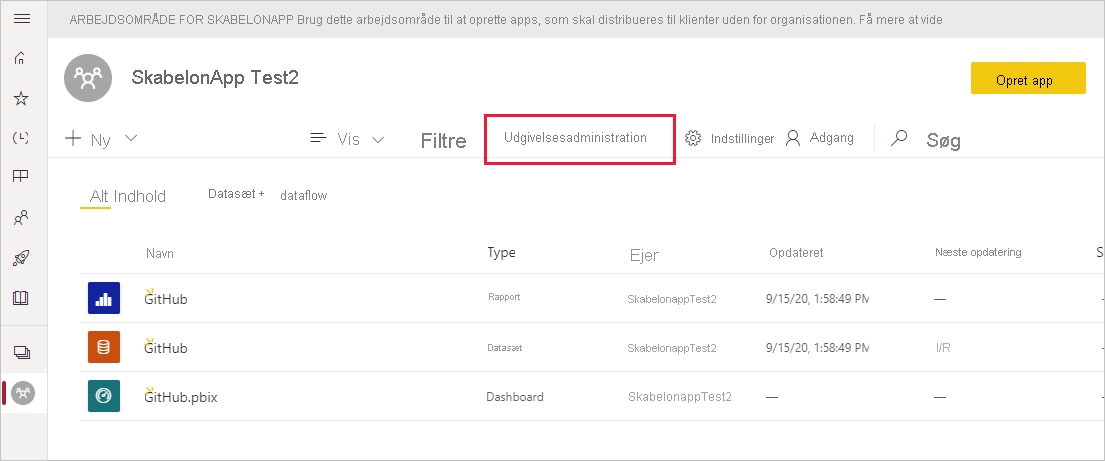 ARBEJDSOMRÅDE FOR SKABELONAPP Brug dette arbejdsområde til at oprette apps, som skal distribueres til klienter uden for organisationen. Få mere at vide
SkabelonApp Test2
Opret app
Ny Vis Filtre Udgivelsesadministration Indstillinger Adgang Søg
Alt Indhold Datasæt + dataflow
Navn Type Ejer Opdateret Næste opdatering S
GitHub Rapport SkabelonappTest2 9/15/20, 1:58:49 PM —
GitHub Datasæt SkabelonappTest2 9/15/20, 1:58:49 PM I/R
GitHub.pbix Dashboard SkabelonappTest2 — —